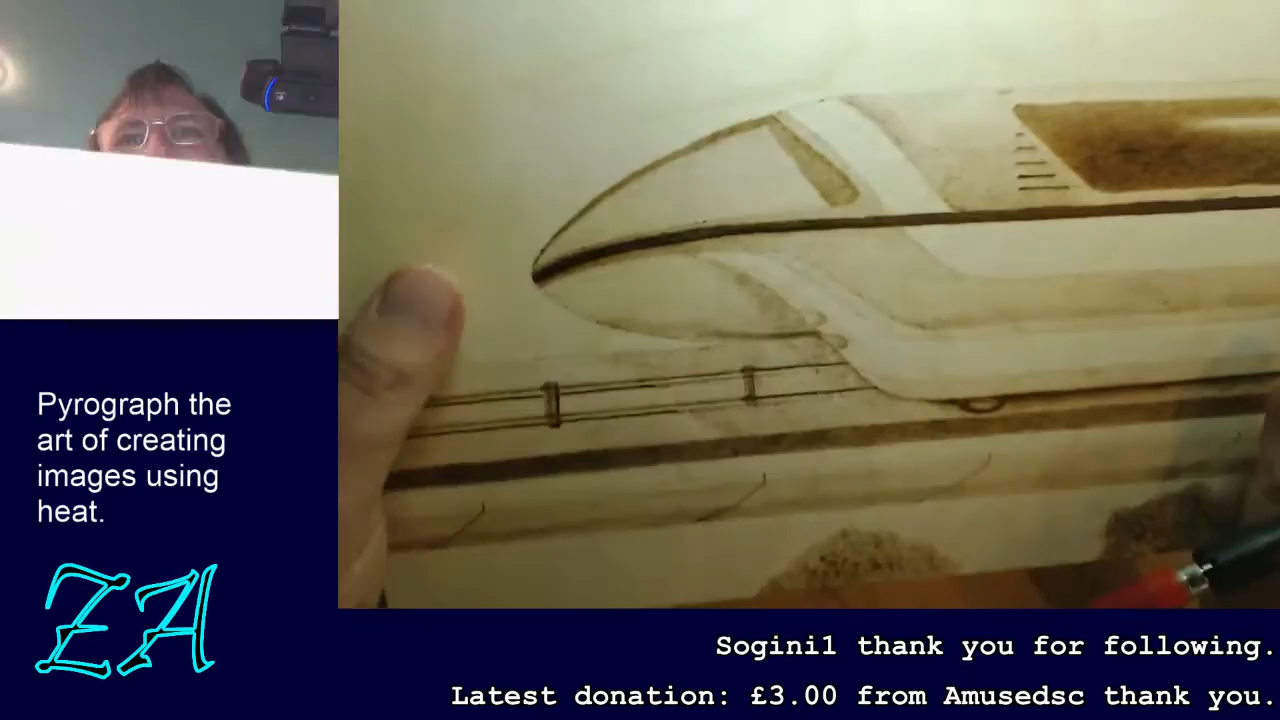 Pyrograph the
art of creating
images using
heat.
ZA
Sogini1 thank you for following.
Latest donation: £3.00 from Amusedsc thank you.